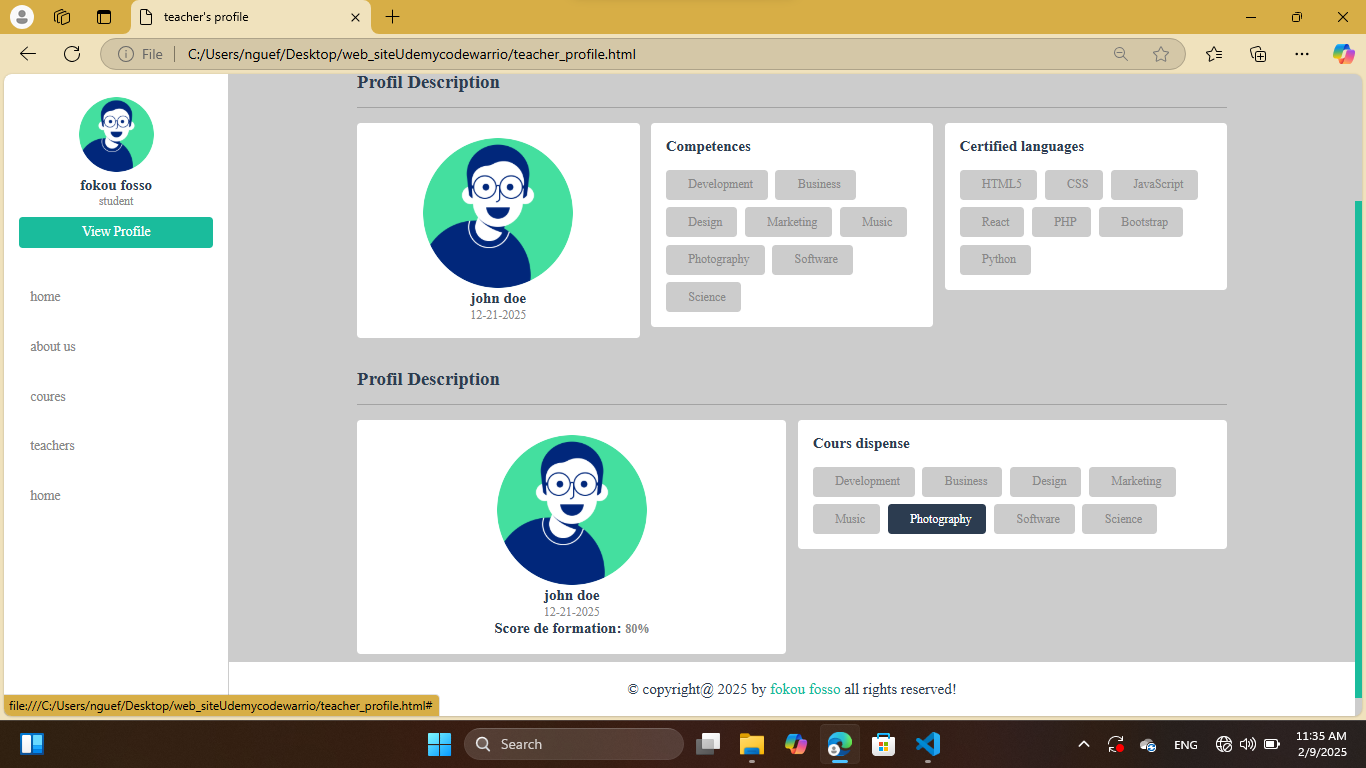 teacher's profile
File
C:/Users/nguef/Desktop/web_siteUdemycodewarrio/teacher_profile.html
fokou fosso
student
View Profile
home
about us
coures
teachers
home
Profil Description
john doe
12-21-2025
Competences
Development Business
Design Marketing Music
Photography Software
Science
Certified languages
HTML5 CSS JavaScript
React PHP Bootstrap
Python
Profil Description
john doe
12-21-2025
Score de formation: 80%
Cours dispense
Development Business Design Marketing
Music Photography Software Science
© copyright@ 2025 by fokou fosso all rights reserved!
file:///C:/Users/nguef/Desktop/web_siteUdemycodewarrio/teacher_profile.html#
Search
ENG
11:35 AM
2/9/2025